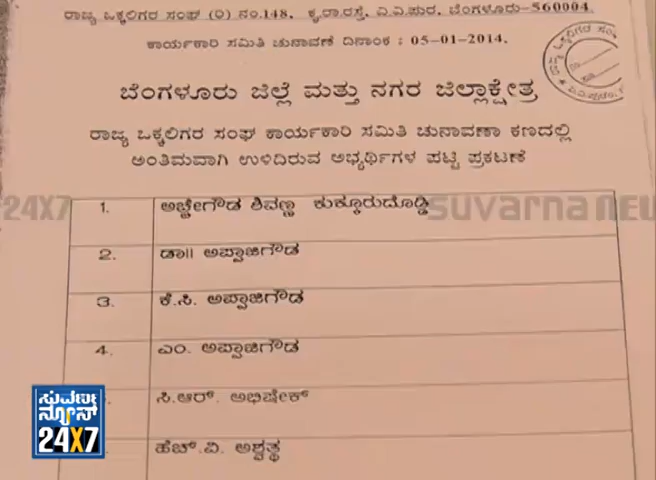 ರಾಜ್ಯ ಒಕ್ಕಲಿಗರ ಸಂಘ (ರಿ) ನಂ.148, ಕೃ.ರಾ.ರಸ್ತೆ, ವಿ.ವಿ.ಪುರ, ಬೆಂಗಳೂರು-560004.
ಕಾರ್ಯಕಾರಿ ಸಮಿತಿ ಚುನಾವಣೆ ದಿನಾಂಕ : 05-01-2014.
ಬೆಂಗಳೂರು ಜಿಲ್ಲೆ ಮತ್ತು ನಗರ ಜಿಲ್ಲಾಕ್ಷೇತ್ರ
ರಾಜ್ಯ ಒಕ್ಕಲಿಗರ ಸಂಘ ಕಾರ್ಯಕಾರಿ ಸಮಿತಿ ಚುನಾವಣಾ ಕಣದಲ್ಲಿ
ಅಂತಿಮವಾಗಿ ಉಳಿದಿರುವ ಅಭ್ಯರ್ಥಿಗಳ ಪಟ್ಟಿ ಪ್ರಕಟಣೆ
24X7 suvarna NEW
1. ಅಚ್ಚೇಗೌಡ ಶಿವಣ್ಣ ಕುಕ್ಕೂರುದೊಡ್ಡಿ
2. ಡಾ|| ಅಪ್ಪಾಜಿಗೌಡ
3. ಕೆ.ಸಿ. ಅಪ್ಪಾಜಿಗೌಡ
4. ಎಂ. ಅಪ್ಪಾಜಿಗೌಡ
ಸಿ.ಆರ್. ಅಭಿಷೇಕ್
ಹೆಚ್.ವಿ. ಅಶ್ವತ್ಥ
ಸುವರ್ಣ
ನ್ಯೂಸ್
24X7